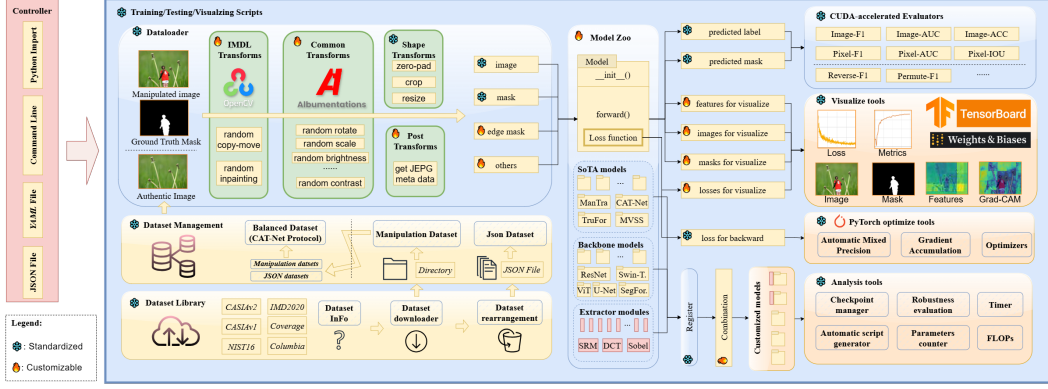 Controller
Python Import
Command Line
EAML File
JSON File
Legend:
: Standardized
: Customizable
Training/Testing/Visualzing Scripts
Dataloader
Manipulated image
Ground Truth Mask
Authentic Image
IMDL
Transforms
OpenCV
random
copy-move
random
inpainting
Common
Transforms
Albumentations
random rotate
random scale
random brightness
......
random contrast
Shape
Transforms
zero-pad
crop
resize
Post
Transforms
get JEPG
meta data
image
mask
edge mask
others
Dataset Management
Balanced Dataset
(CAT-Net Protocol)
Manipulation datsets
JSON datasets
Manipulation Dataset
Directory
Json Dataset
JSON File
Dataset Library
CASIAv2
IMD2020
CASIAv1
Coverage
NIST16
Columbia
Dataset
InFo
Dataset
downloader
Dataset
rearrangement
Model Zoo
Model
__init__()
forward()
Loss function
SoTA models
...
ManTra
CAT-Net
TruFor
MVSS
Backbone models
...
ResNet
Swin-T.
ViT
U-Net
SegFor.
Extractor modules
...
SRM
DCT
Sobel
predicted label
predicted mask
features for visualize
images for visualize
masks for visualize
losses for visualize
loss for backward
Register
Combination
Customized models
CUDA-accelerated Evaluators
Image-F1
Image-AUC
Image-ACC
Pixel-F1
Pixel-AUC
Pixel-IOU
Reverse-F1
Permute-F1
......
Visualize tools
Loss
Metrics
TensorBoard
Weights & Biases
Image
Mask
Features
Grad-CAM
PyTorch optimize tools
Automatic Mixed
Precision
Gradient
Accumulation
Optimizers
Analysis tools
Checkpoint
manager
Robustness
evaluation
Timer
Automatic script
generator
Parameters
counter
FLOPs